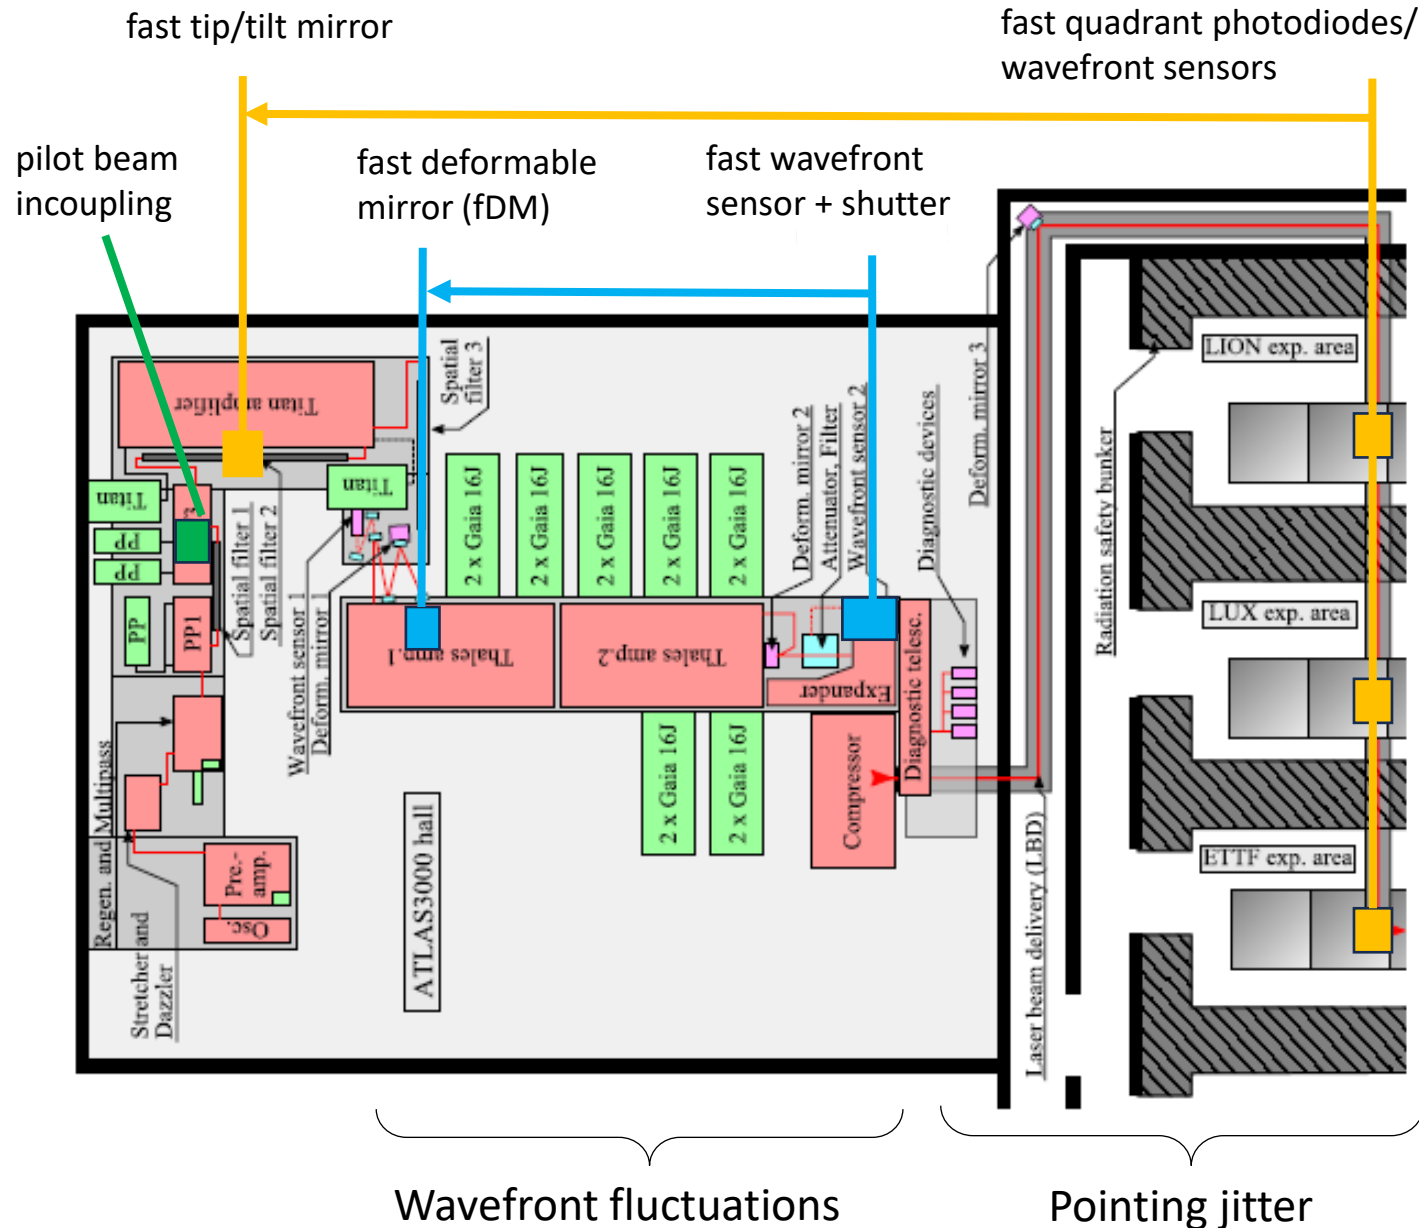 fast tip/tilt mirror
fast quadrant photodiodes/
wavefront sensors
pilot beam
incoupling
fast deformable
mirror (fDM)
fast wavefront
sensor + shutter
Titan amplifier
Spatial
filter 3
Titan
PP
PP
PP
PP1
Titan
Spatial filter 1
Spatial filter 2
Wavefront sensor 1
Deform. mirror 1
2 x Gaia 16J
2 x Gaia 16J
2 x Gaia 16J
2 x Gaia 16J
2 x Gaia 16J
Deform. mirror 2
Attenuator, Filter
Wavefront sensor 2
Diagnostic devices
Deform. mirror 3
Radiation safety bunker
LION exp. area
LUX exp. area
ETTF exp. area
Thales amp.1
Thales amp.2
Expander
Diagnostic telesc.
2 x Gaia 16J
2 x Gaia 16J
Compressor
Laser beam delivery (LBD)
Regen. and Multipass
Pre.-
amp.
Osc.
Stretcher and
Dazzler
ATLAS3000 hall
Wavefront fluctuations
Pointing jitter